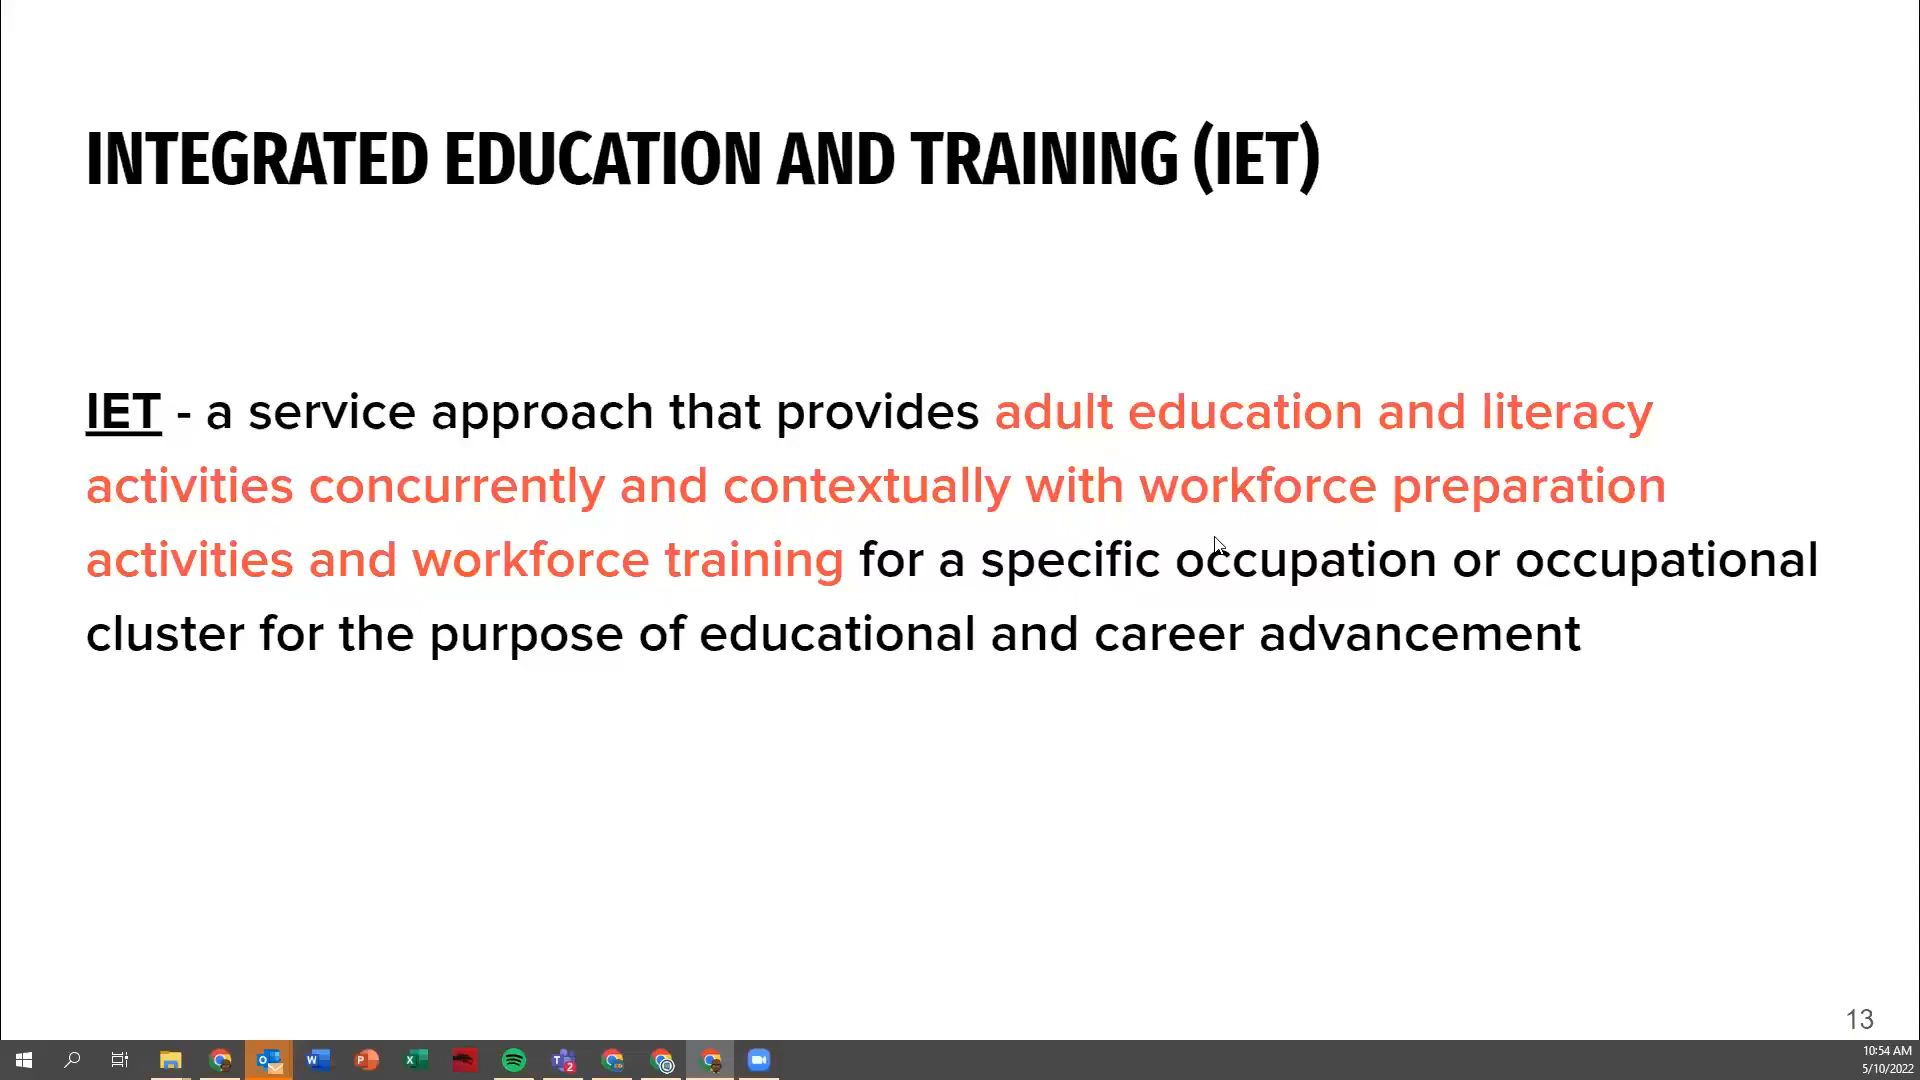 INTEGRATED EDUCATION AND TRAINING (IET)
IET - a service approach that provides adult education and literacy
activities concurrently and contextually with workforce preparation
activities and workforce training for a specific occupation or occupational
cluster for the purpose of educational and career advancement
13
10:54 AM
5/10/2022